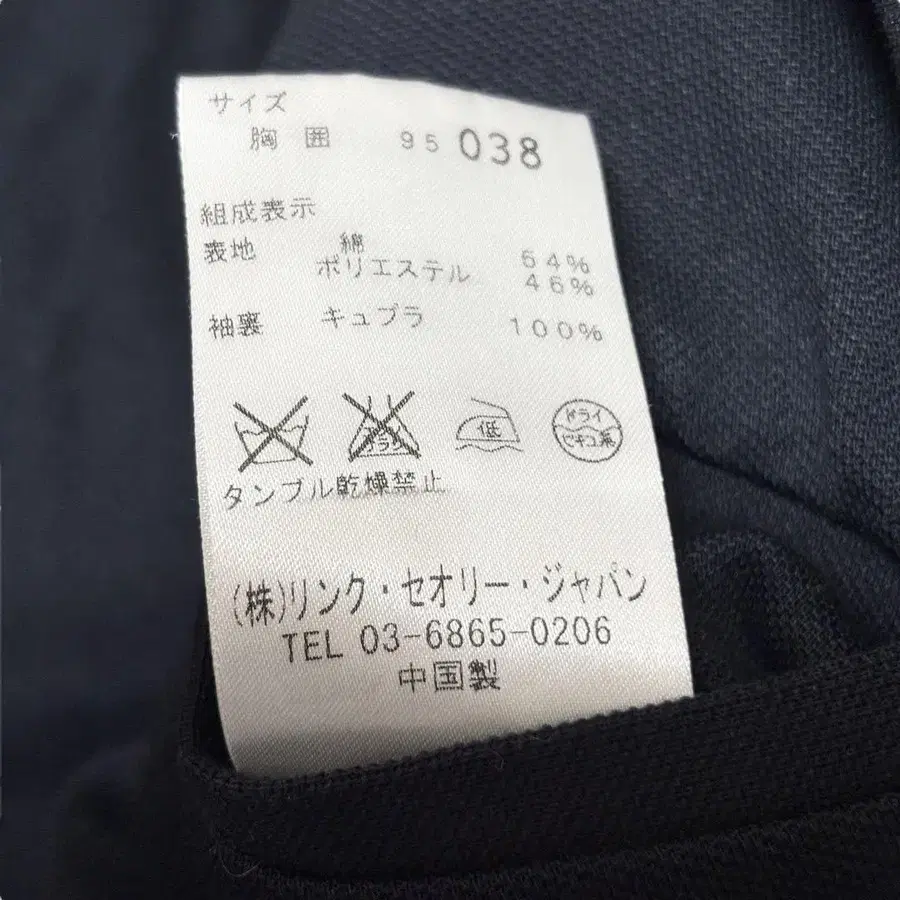 サイズ
胸囲 95 038
組成表示
表地 綿 54%
ポリエステル 46%
袖裏 キュプラ 100%
低
ドライ
セキユ系
タンブル乾燥禁止
(株)リンク・セオリー・ジャパン
TEL 03-6865-0206
中国製